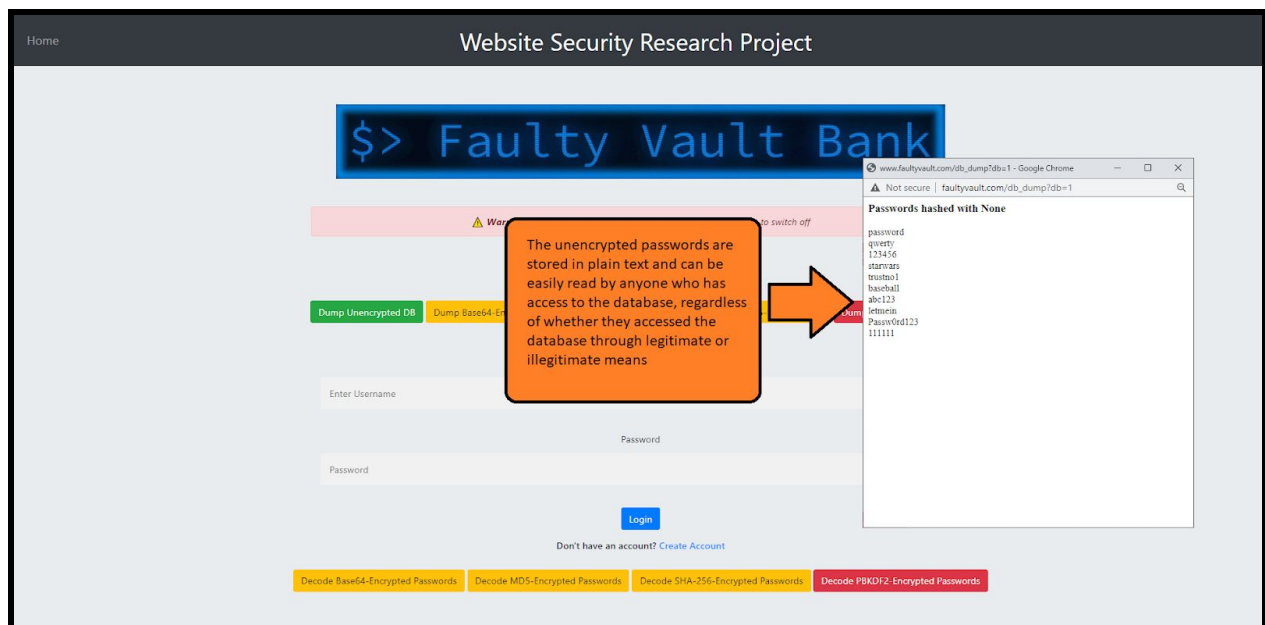 Home
Website Security Research Project
$> Faulty Vault Bank
www.faultyvault.com/db_dump?db=1 - Google Chrome
Not secure | faultyvault.com/db_dump?db=1
Passwords hashed with None
password
qwerty
123456
starwars
trustno1
baseball
abc123
letmein
Passw0rd123
111111
to switch off
The unencrypted passwords are
stored in plain text and can be
easily read by anyone who has
access to the database, regardless
of whether they accessed the
database through legitimate or
illegitimate means
Dump Unencrypted DB
Dump Base64-En
Enter Username
Password
Password
Login
Don't have an account? Create Account
Decode Base64-Encrypted Passwords
Decode MD5-Encrypted Passwords
Decode SHA-256-Encrypted Passwords
Decode PBKDF2-Encrypted Passwords